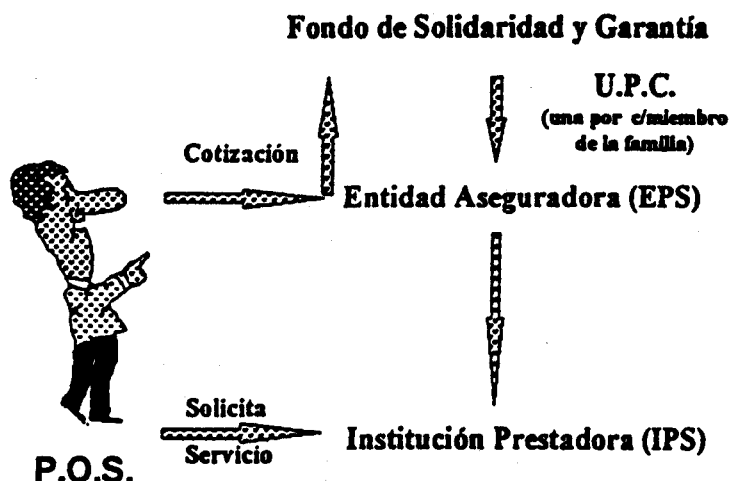 Fondo de Solidaridad y Garantía
U.P.C.
(una por c/miembro
de la familia)
Cotización
Entidad Aseguradora (EPS)
Solicita
Servicio
Institución Prestadora (IPS)
P.O.S.